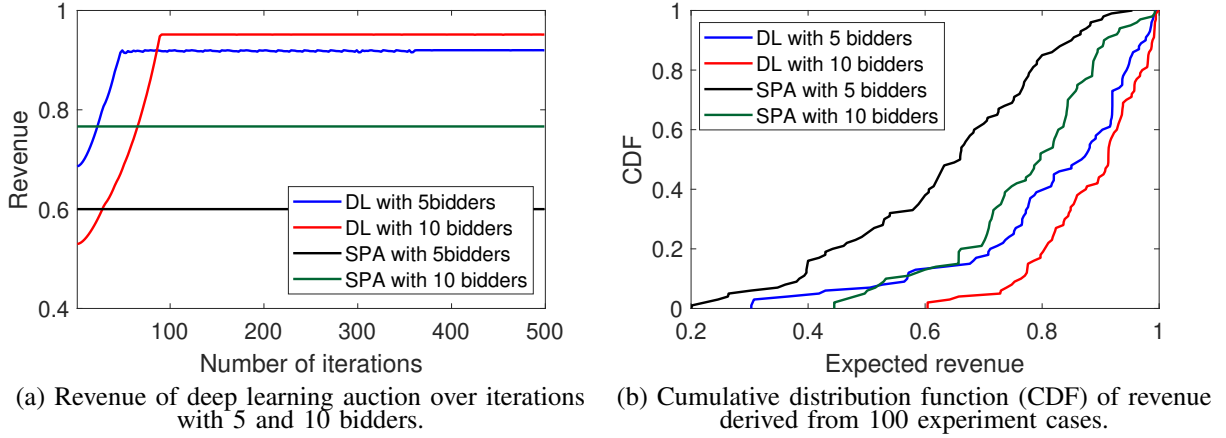 1
0.8
0.6
0.4
Revenue
100
200
300
400
500
Number of iterations
DL with 5bidders
DL with 10 bidders
SPA with 5bidders
SPA with 10 bidders
(a) Revenue of deep learning auction over iterations
with 5 and 10 bidders.
1
0.8
0.6
0.4
0.2
0
CDF
0.2
0.4
0.6
0.8
1
Expected revenue
DL with 5 bidders
DL with 10 bidders
SPA with 5 bidders
SPA with 10 bidders
(b) Cumulative distribution function (CDF) of revenue
derived from 100 experiment cases.